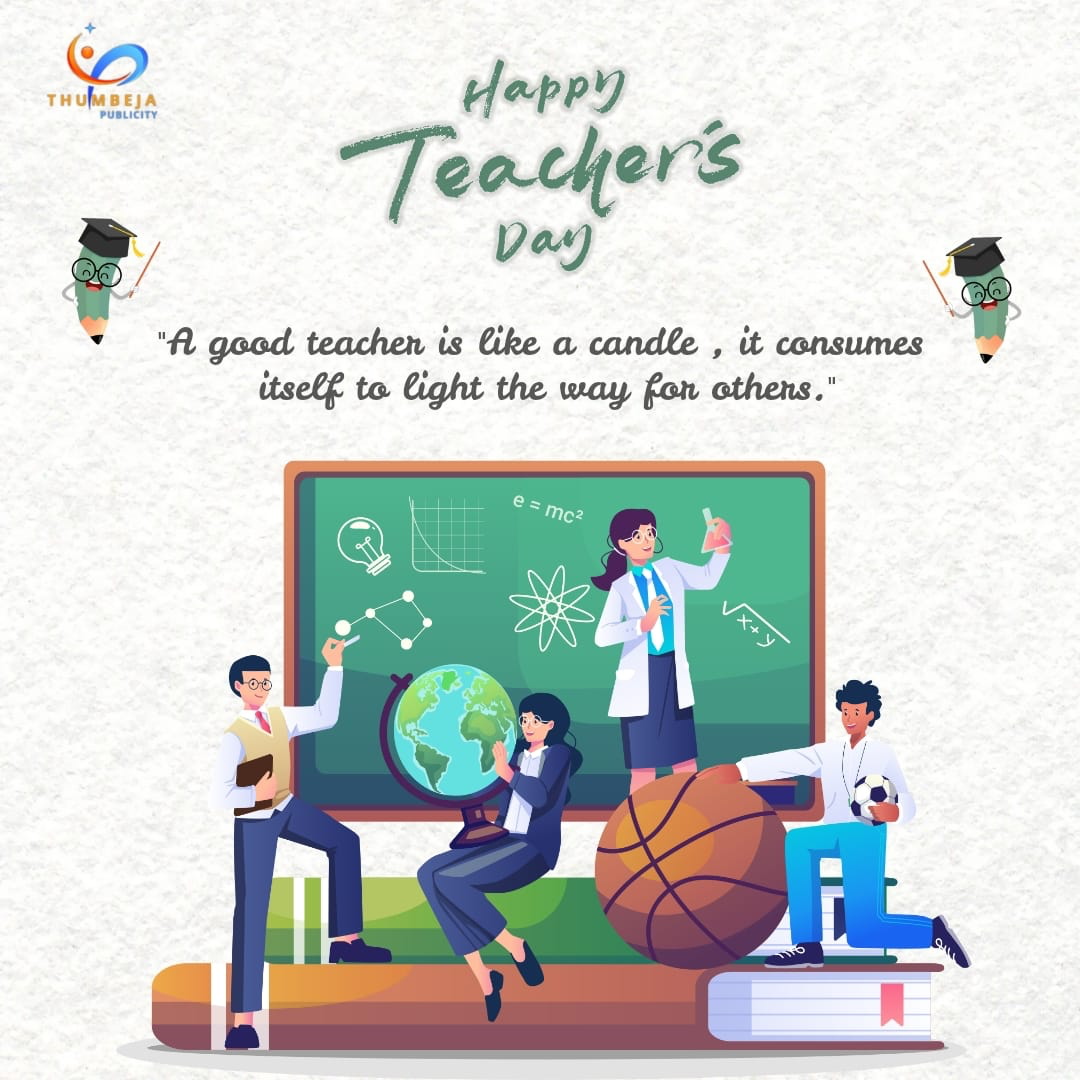 THUMBEJA
PUBLICITY
Happy
Teacher's
Day
"A good teacher is like a candle , it consumes
itself to light the way for others."
e = mc²
√x+y